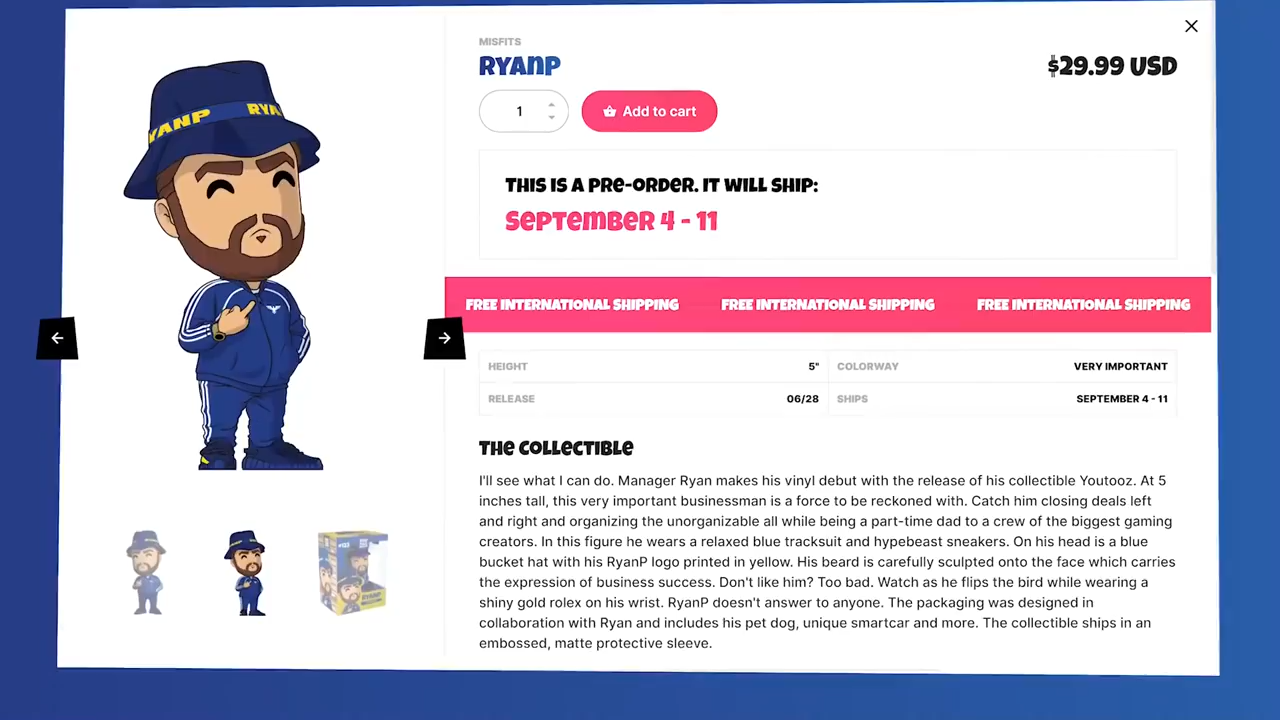 MISFITS
RYANP
$29.99 USD
1
Add to cart
THIS IS A PRE-ORDER. IT WILL SHIP:
SEPTEMBER 4 - 11
FREE INTERNATIONAL SHIPPING
FREE INTERNATIONAL SHIPPING
FREE INTERNATIONAL SHIPPING
HEIGHT 5"
COLORWAY VERY IMPORTANT
RELEASE 06/28
SHIPS SEPTEMBER 4 - 11
THE COLLECTIBLE
I'll see what I can do. Manager Ryan makes his vinyl debut with the release of his collectible Youtooz. At 5
inches tall, this very important businessman is a force to be reckoned with. Catch him closing deals left
and right and organizing the unorganizable all while being a part-time dad to a crew of the biggest gaming
creators. In this figure he wears a relaxed blue tracksuit and hypebeast sneakers. On his head is a blue
bucket hat with his RyanP logo printed in yellow. His beard is carefully sculpted onto the face which carries
the expression of business success. Don't like him? Too bad. Watch as he flips the bird while wearing a
shiny gold rolex on his wrist. RyanP doesn't answer to anyone. The packaging was designed in
collaboration with Ryan and includes his pet dog, unique smartcar and more. The collectible ships in an
embossed, matte protective sleeve.
YANP RYA